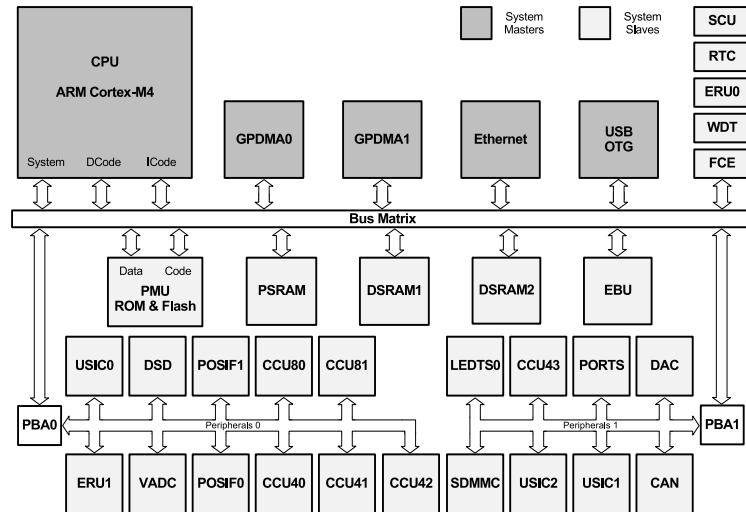 CPU
ARM Cortex-M4
System DCode ICode
System
Masters
System
Slaves
SCU
RTC
ERU0
WDT
FCE
GPDMA0
GPDMA1
Ethernet
USB
OTG
Bus Matrix
Data Code
PMU
ROM & Flash
PSRAM
DSRAM1
DSRAM2
EBU
USIC0
DSD
POSIF1
CCU80
CCU81
LEDTS0
CCU43
PORTS
DAC
PBA0
Peripherals 0
Peripherals 1
PBA1
ERU1
VADC
POSIF0
CCU40
CCU41
CCU42
SDMMC
USIC2
USIC1
CAN